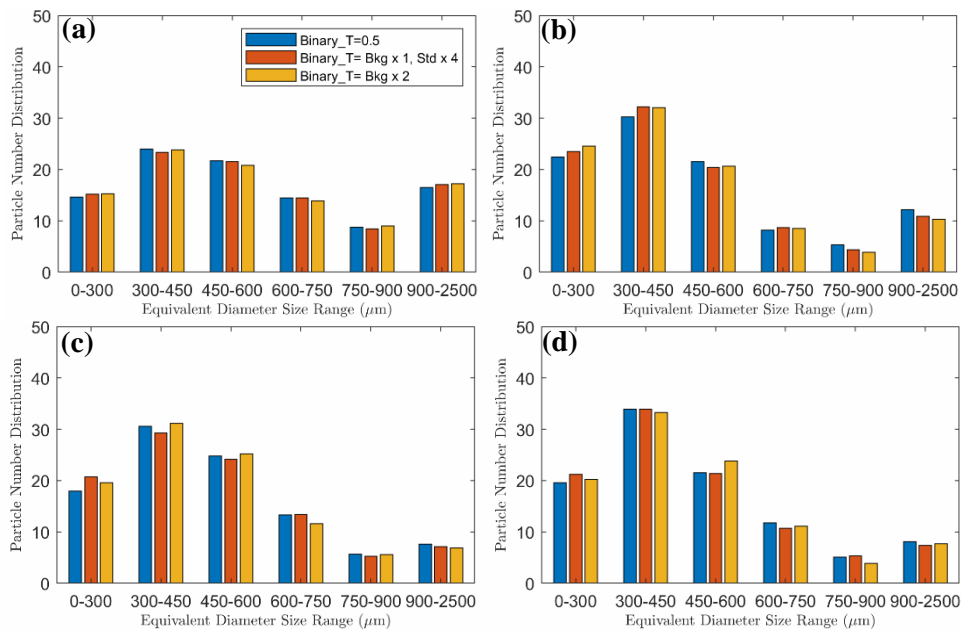 (a)
50
40
30
20
10
0
Particle Number Distribution
Binary_T=0.5
Binary_T= Bkg x 1, Std x 4
Binary_T= Bkg x 2
0-300 300-450 450-600 600-750 750-900 900-2500
Equivalent Diameter Size Range (μm)
(b)
50
40
30
20
10
0
Particle Number Distribution
0-300 300-450 450-600 600-750 750-900 900-2500
Equivalent Diameter Size Range (μm)
(c)
50
40
30
20
10
0
Particle Number Distribution
0-300 300-450 450-600 600-750 750-900 900-2500
Equivalent Diameter Size Range (μm)
(d)
50
40
30
20
10
0
Particle Number Distribution
0-300 300-450 450-600 600-750 750-900 900-2500
Equivalent Diameter Size Range (μm)